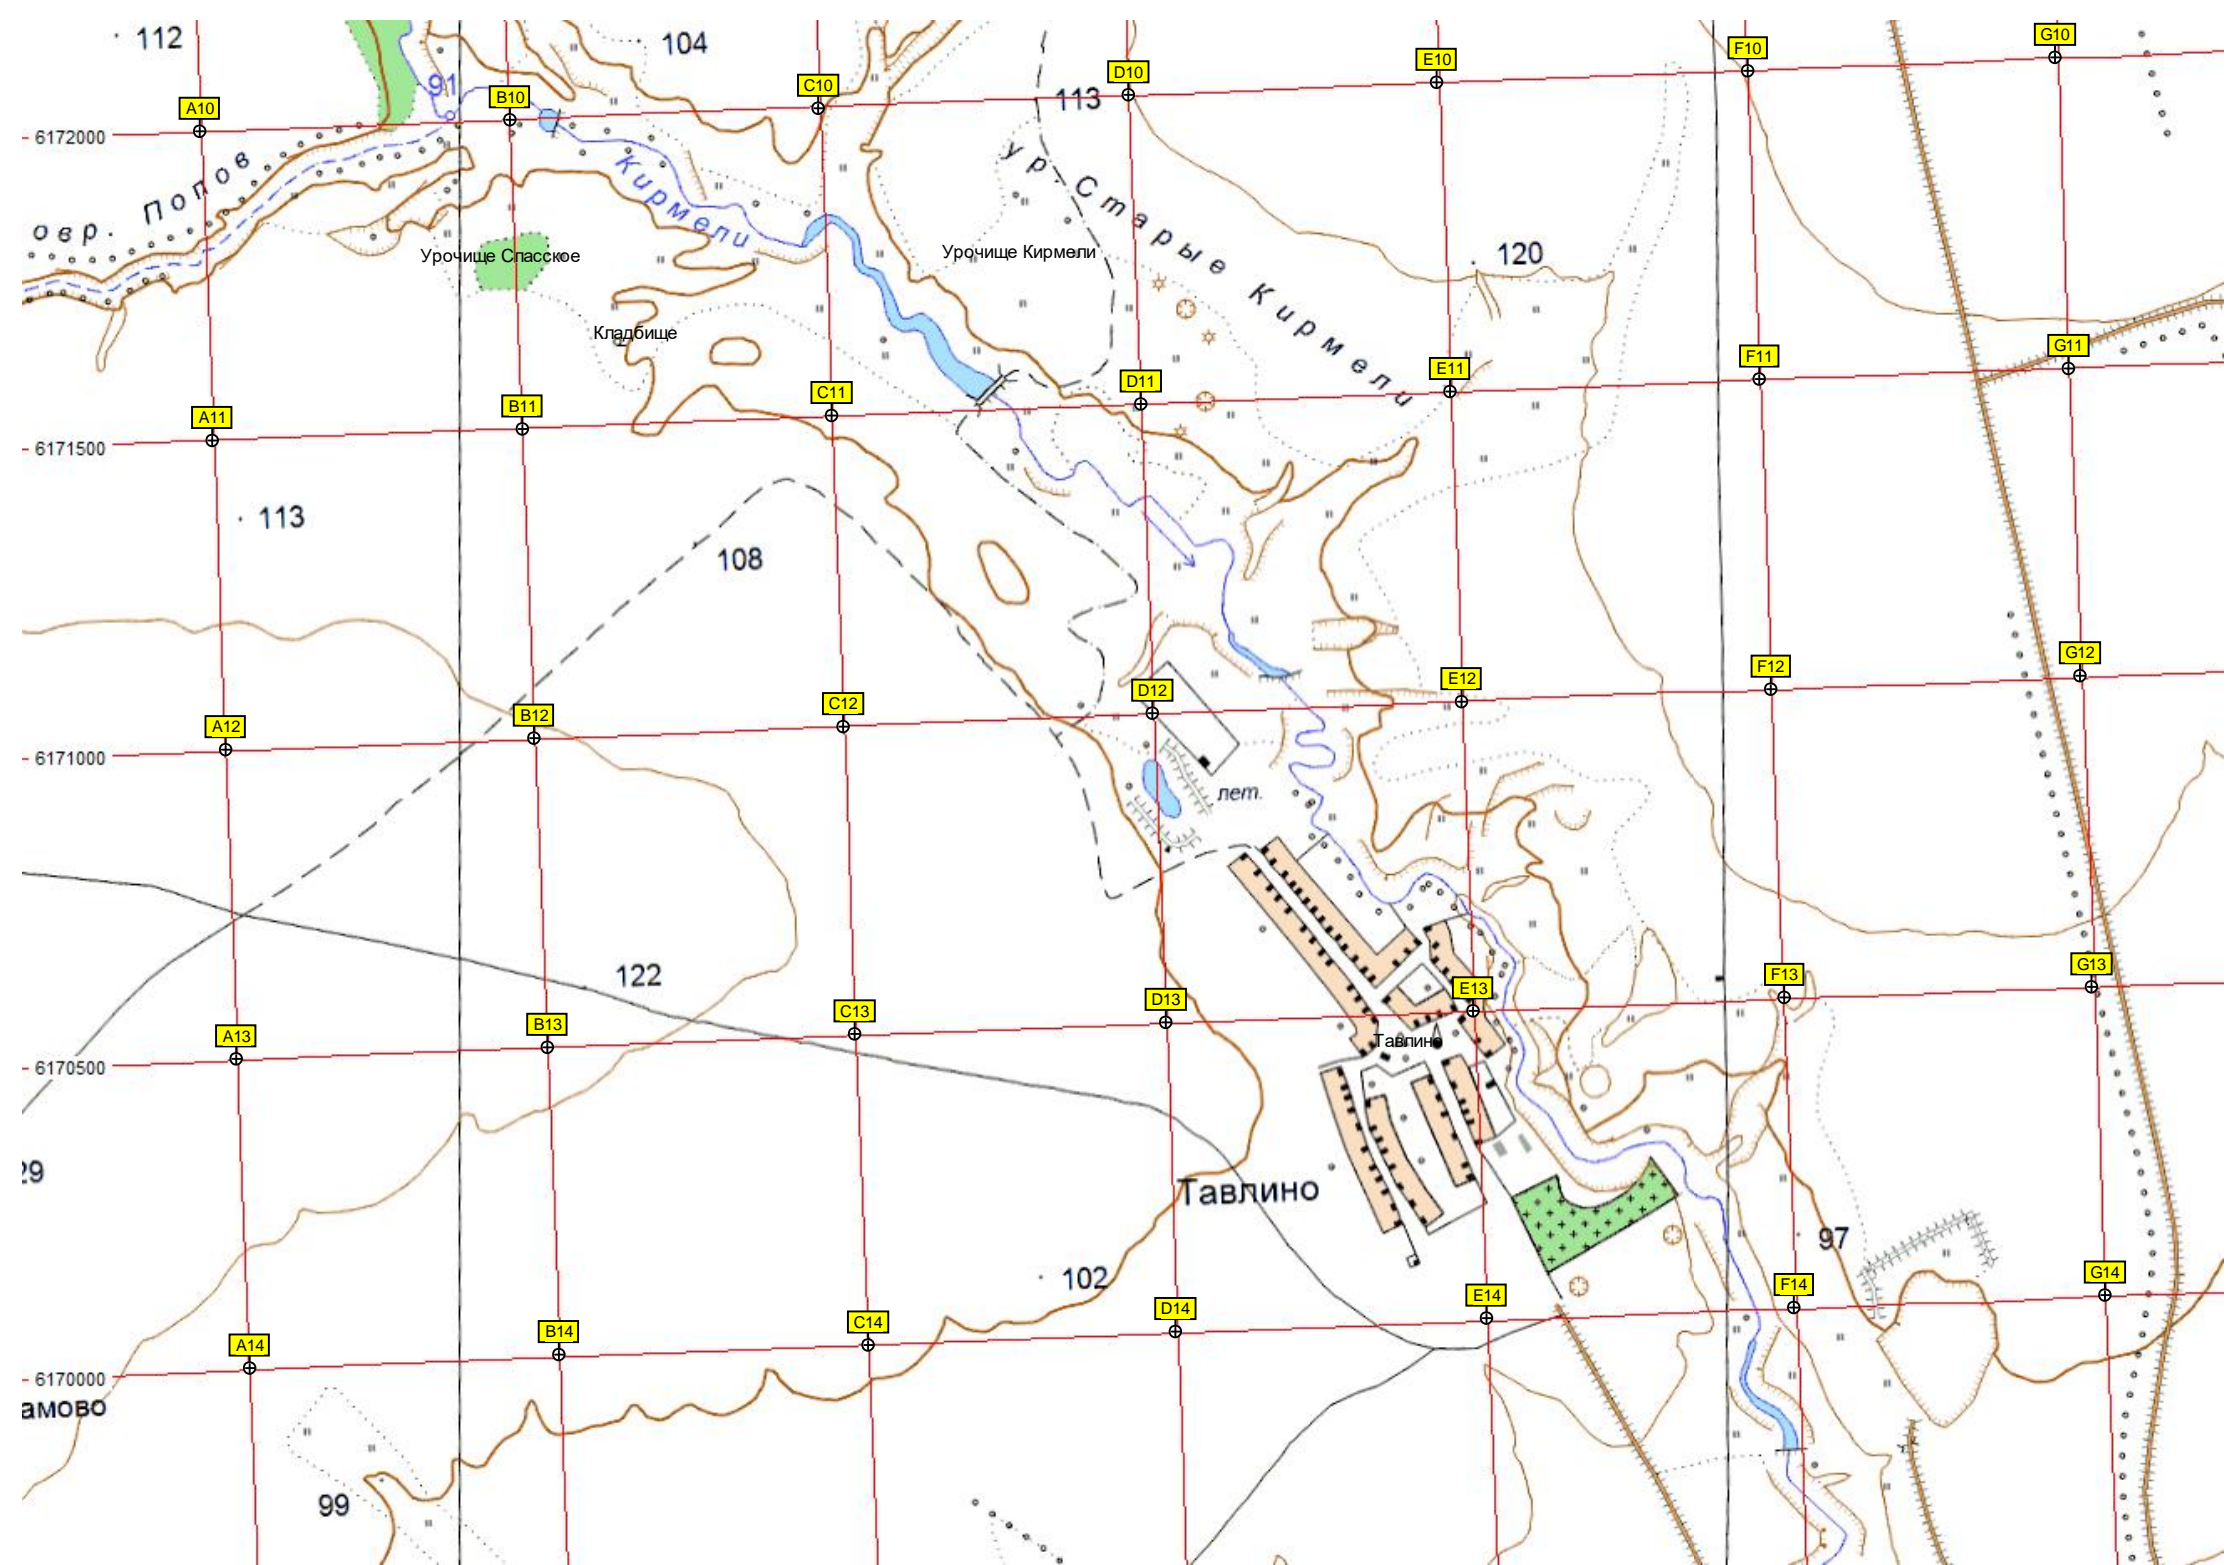 112
104
91
113
A10
B10
C10
D10
E10
F10
G10
6172000
овр. Попов
Кирмели
ур. Старые Кирмели
Урочище Спасское
Урочище Кирмели
120
Кладбище
A11
B11
C11
D11
E11
F11
G11
6171500
113
108
A12
B12
C12
D12
E12
F12
G12
6171000
лет.
122
A13
B13
C13
D13
E13
F13
G13
6170500
Тавлино
29
Тавлино
97
102
A14
B14
C14
D14
E14
F14
G14
6170000
амово
99